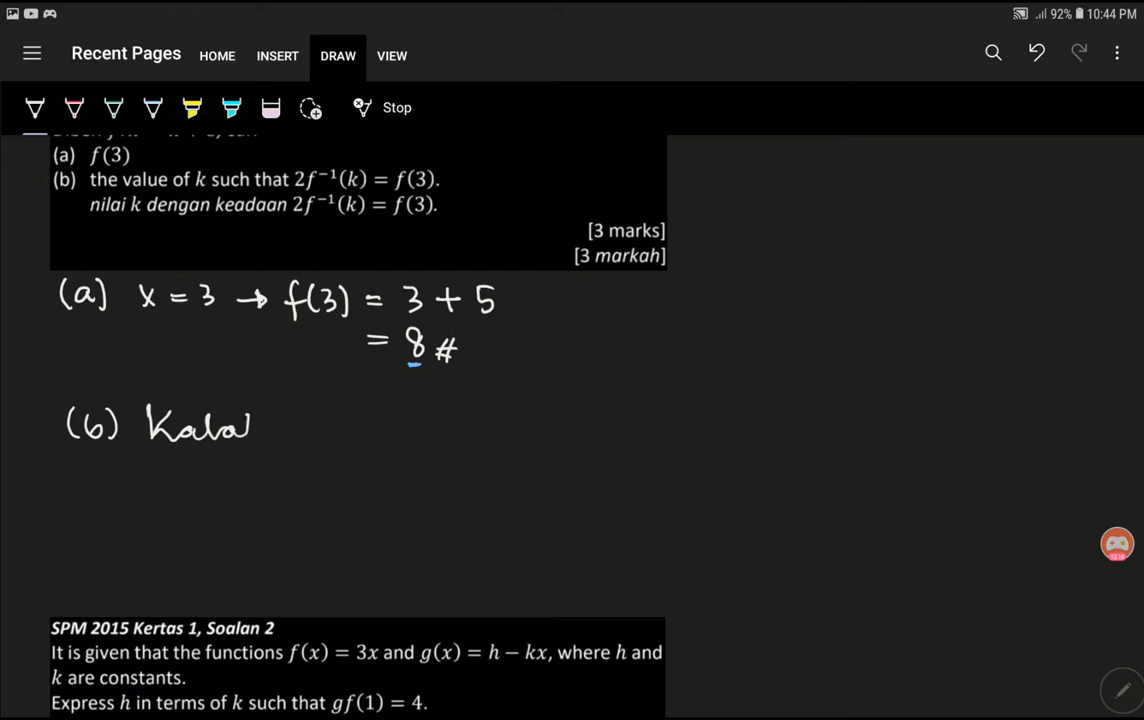 92% 10:44 PM
Recent Pages HOME INSERT DRAW VIEW
Stop
(a) f(3)
(b) the value of k such that 2f⁻¹(k) = f(3).
nilai k dengan keadaan 2f⁻¹(k) = f(3).
[3 marks]
[3 markah]
(a) x = 3 → f(3) = 3 + 5
= 8 #
(b) Kala
SPM 2015 Kertas 1, Soalan 2
It is given that the functions f(x) = 3x and g(x) = h − kx, where h and
k are constants.
Express h in terms of k such that gf(1) = 4.